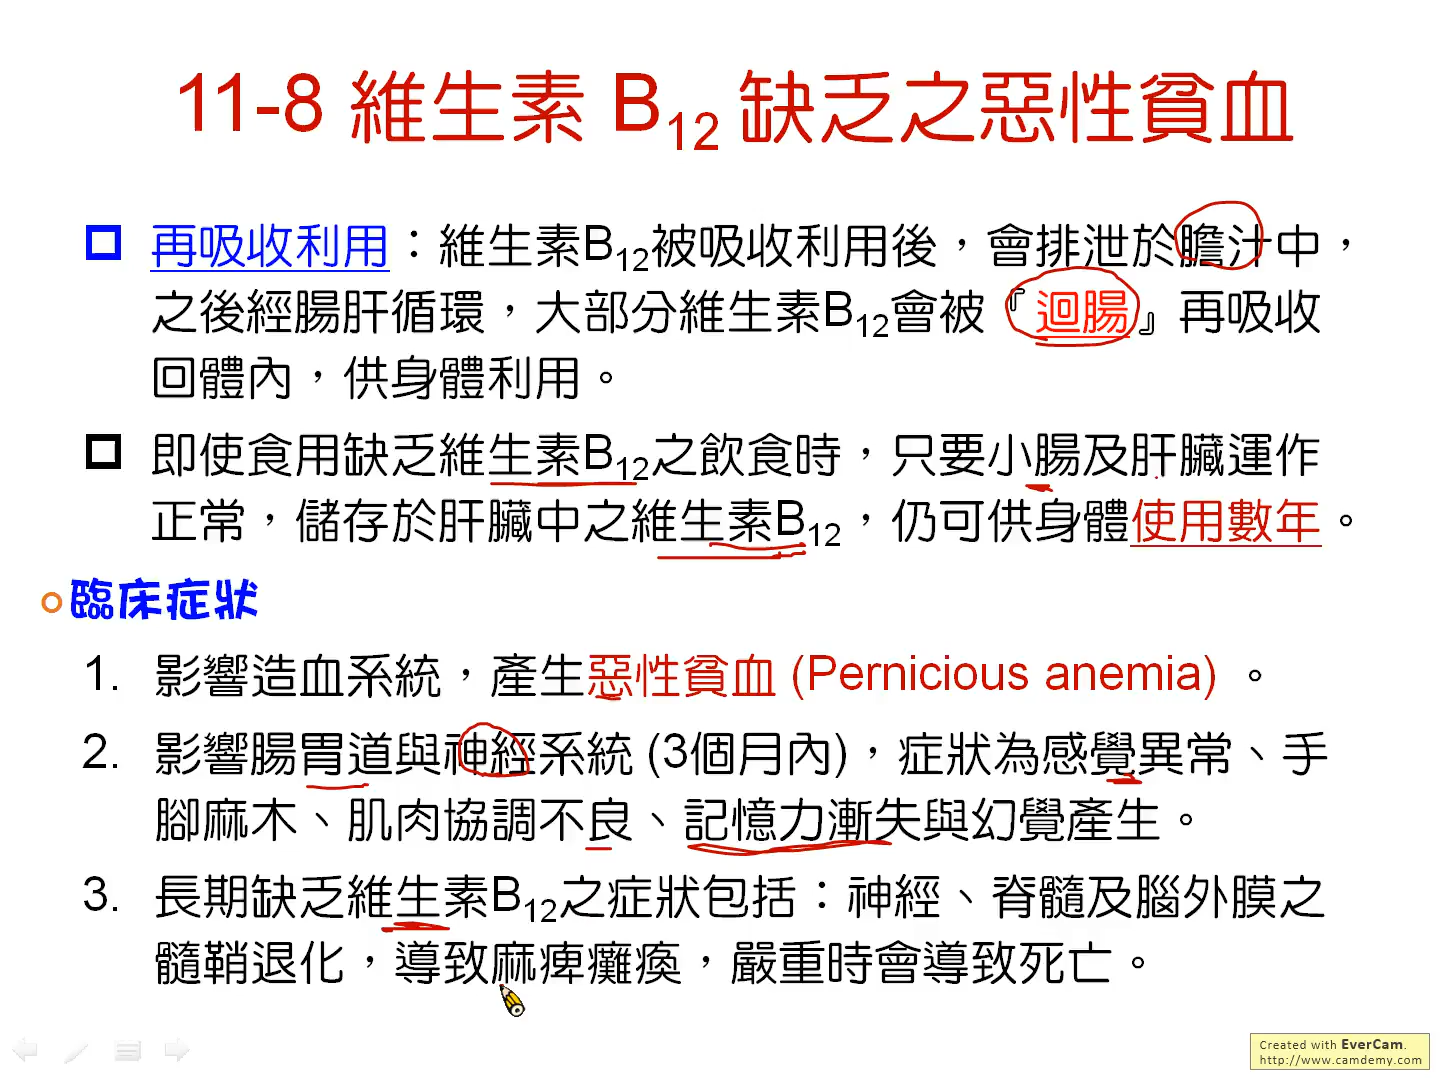 11-8 維生素 B12 缺乏之惡性貧血
再吸收利用：維生素B12被吸收利用後，會排泄於膽汁中，
之後經腸肝循環，大部分維生素B12會被『迴腸』再吸收
回體內，供身體利用。
即使食用缺乏維生素B12之飲食時，只要小腸及肝臟運作
正常，儲存於肝臟中之維生素B12，仍可供身體使用數年。
臨床症狀
1. 影響造血系統，產生惡性貧血 (Pernicious anemia) 。
2. 影響腸胃道與神經系統 (3個月內)，症狀為感覺異常、手
腳麻木、肌肉協調不良、記憶力漸失與幻覺產生。
3. 長期缺乏維生素B12之症狀包括：神經、脊髓及腦外膜之
髓鞘退化，導致麻痺癱瘓，嚴重時會導致死亡。
Created with EverCam.
http://www.camdemy.com